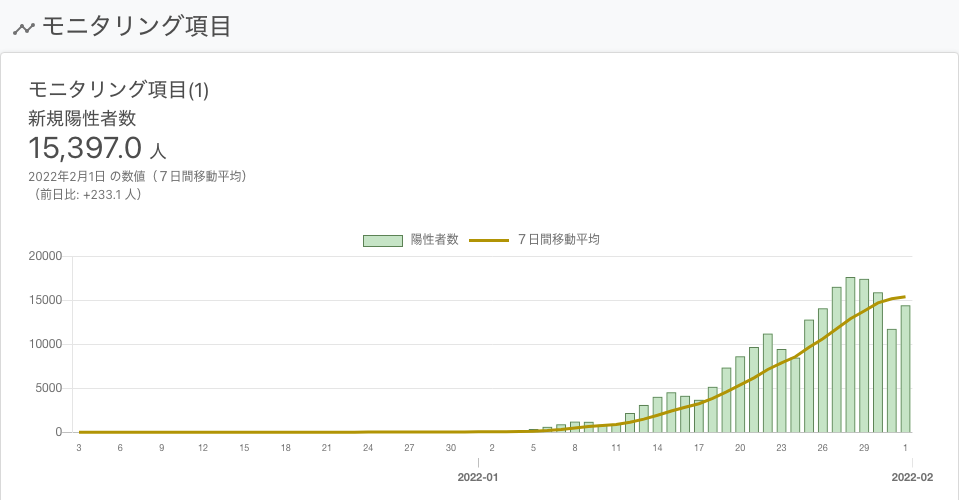 モニタリング項目
モニタリング項目(1)
新規陽性者数
15,397.0 人
2022年2月1日 の数値（７日間移動平均）
（前日比: +233.1 人）
陽性者数 ７日間移動平均
20000
15000
10000
5000
0
3 6 9 12 15 18 21 24 27 30 2 5 8 11 14 17 20 23 26 29 1
2022-01 2022-02